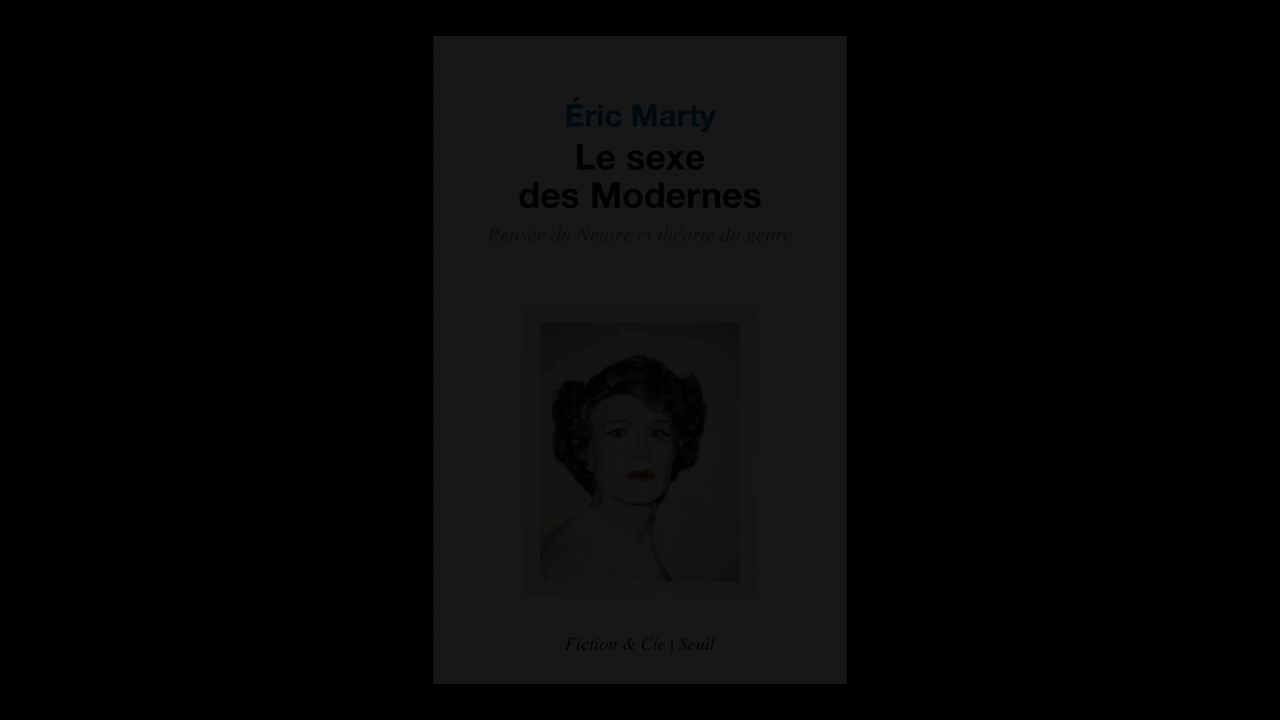 Éric Marty
Le sexe
des Modernes
Pensée du Neutre et théorie du genre
Fiction & Cie | Seuil